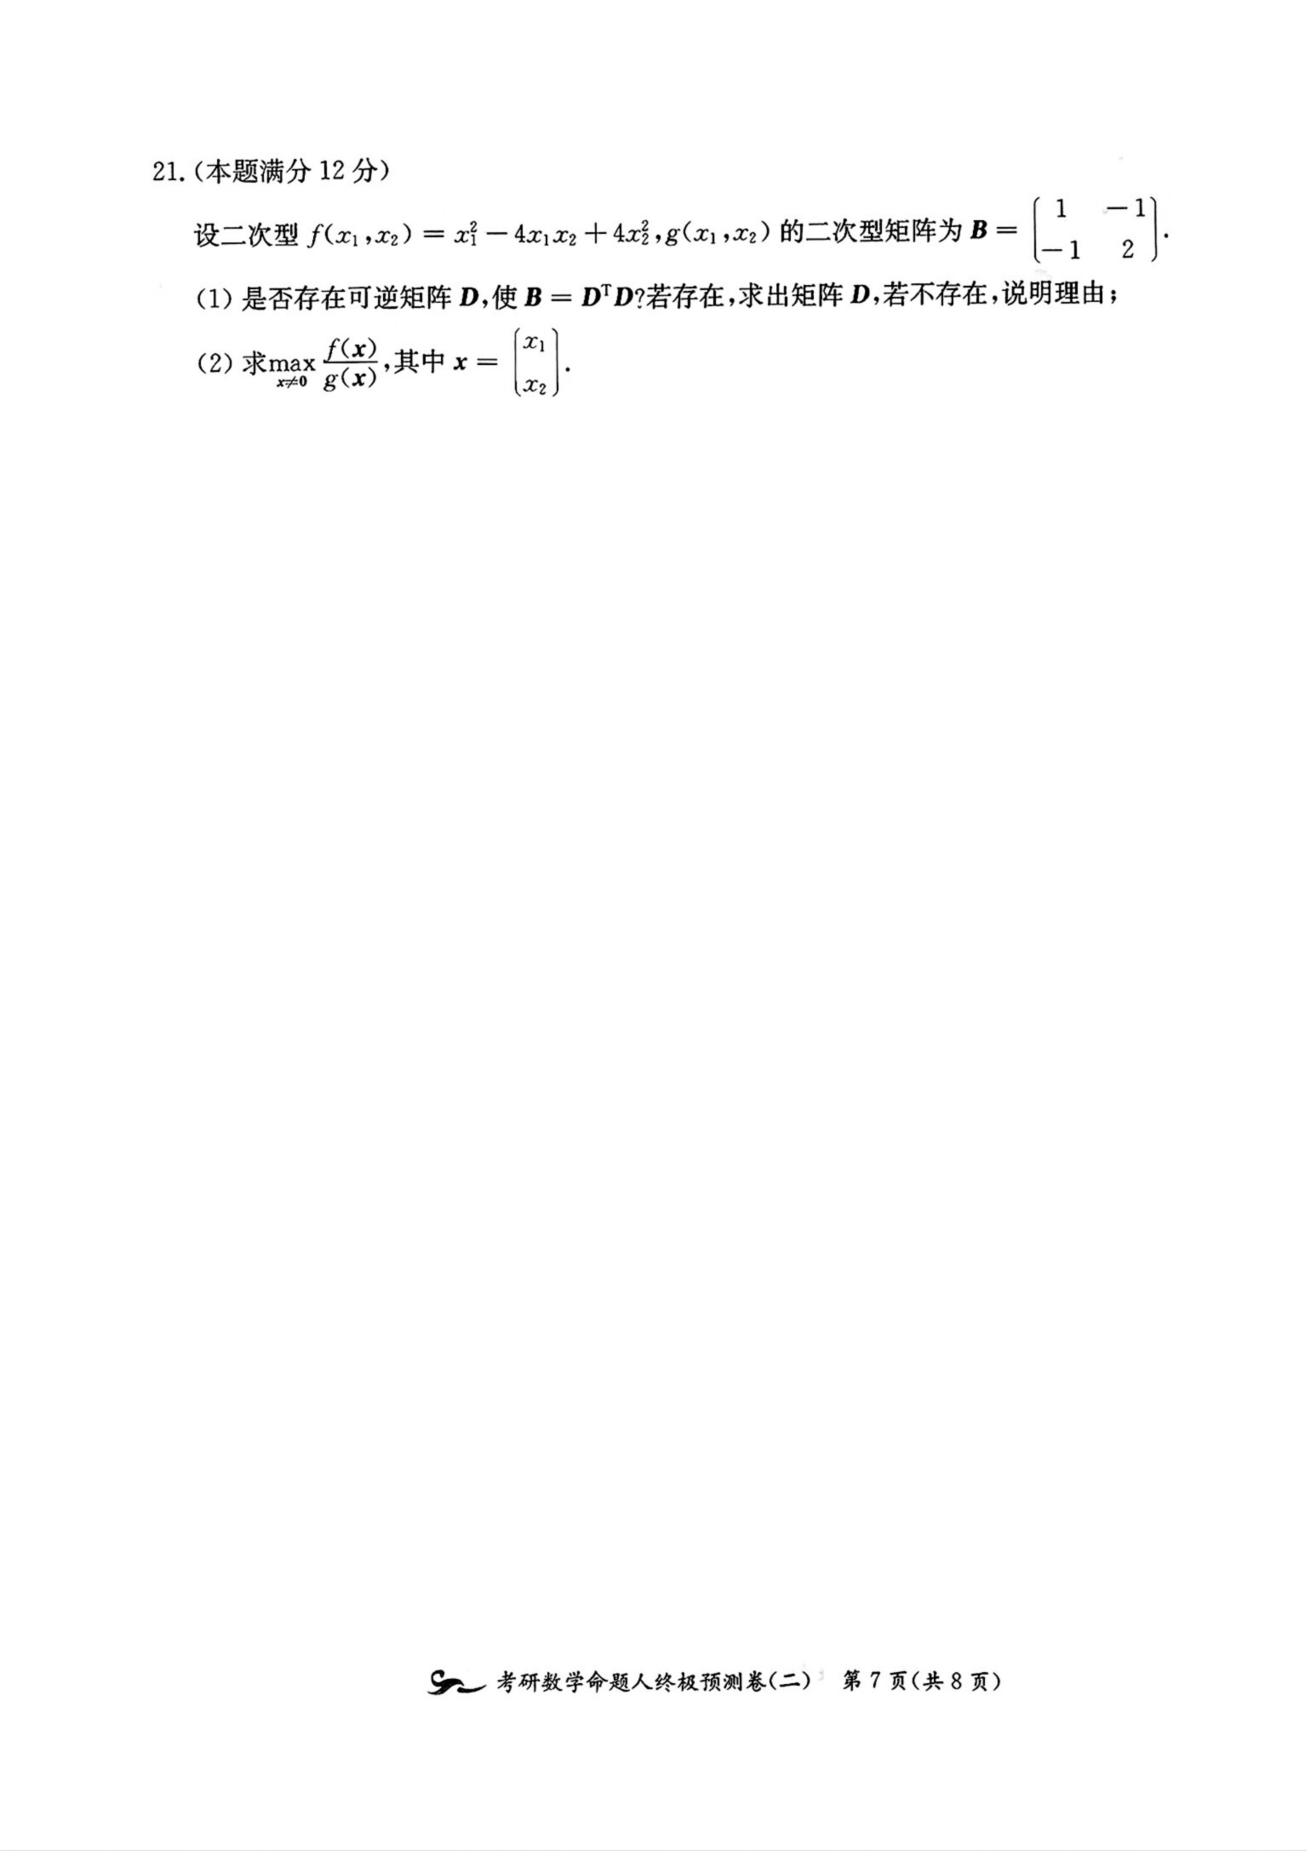 21.(本题满分 12 分)
设二次型 f(x₁,x₂) = x₁² − 4x₁x₂ + 4x₂²,g(x₁,x₂) 的二次型矩阵为 B = (1 −1; −1 2).
(1) 是否存在可逆矩阵 D,使 B = DᵀD?若存在,求出矩阵 D,若不存在,说明理由;
(2) 求 max_{x≠0} f(x)/g(x),其中 x = (x₁; x₂).
考研数学命题人终极预测卷(二) 第 7 页(共 8 页)